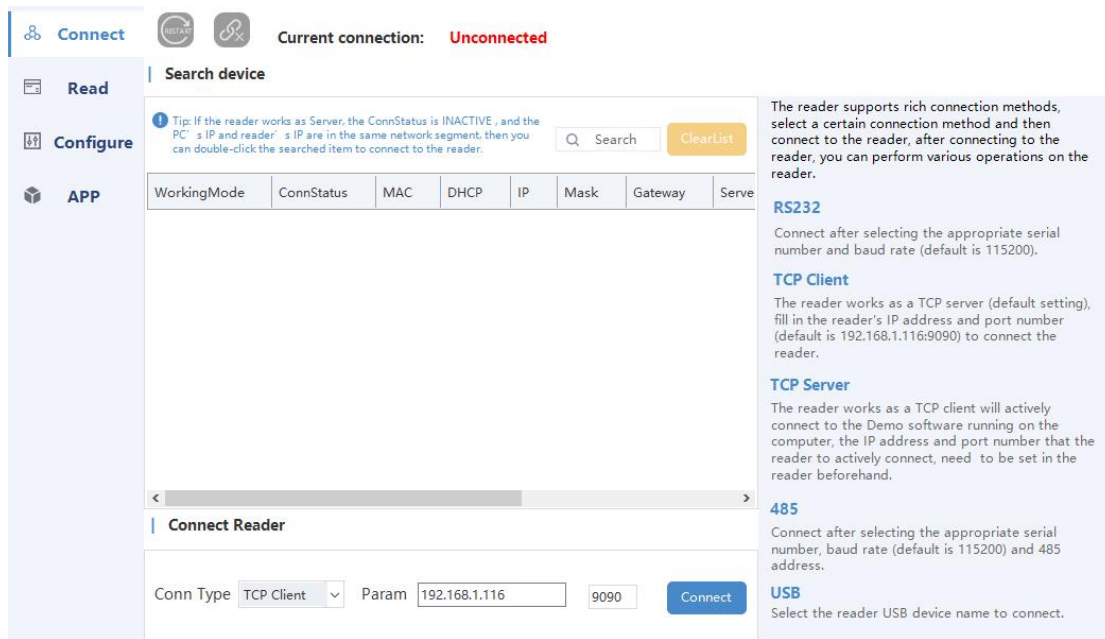 Connect
RESTART
Current connection: Unconnected
Read
Configure
APP
Search device
Tip: If the reader works as Server, the ConnStatus is INACTIVE , and the
PC' s IP and reader' s IP are in the same network segment, then you
can double-click the searched item to connect to the reader.
Search
ClearList
WorkingMode ConnStatus MAC DHCP IP Mask Gateway Serve
Connect Reader
Conn Type TCP Client Param 192.168.1.116 9090 Connect
The reader supports rich connection methods,
select a certain connection method and then
connect to the reader, after connecting to the
reader, you can perform various operations on the
reader.
RS232
Connect after selecting the appropriate serial
number and baud rate (default is 115200).
TCP Client
The reader works as a TCP server (default setting),
fill in the reader's IP address and port number
(default is 192.168.1.116:9090) to connect the
reader.
TCP Server
The reader works as a TCP client will actively
connect to the Demo software running on the
computer, the IP address and port number that the
reader to actively connect, need to be set in the
reader beforehand.
485
Connect after selecting the appropriate serial
number, baud rate (default is 115200) and 485
address.
USB
Select the reader USB device name to connect.